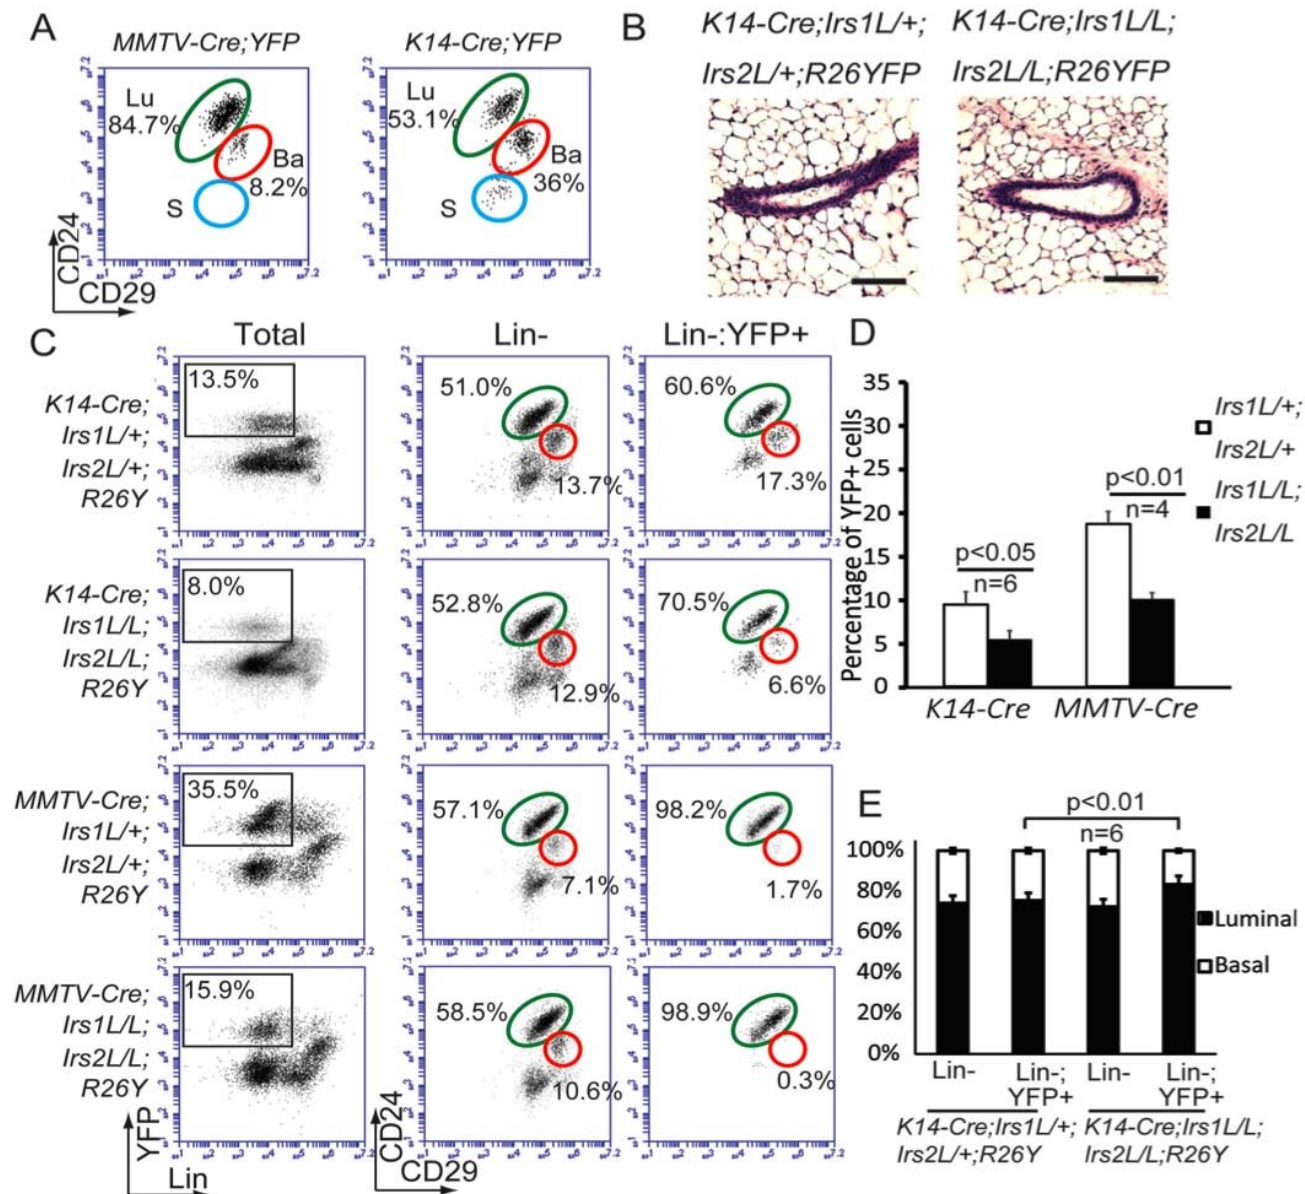 A
MMTV-Cre;YFP
K14-Cre;YFP
Lu
84.7%
Ba
8.2%
S
Lu
53.1%
Ba
36%
S
CD24
CD29
B
K14-Cre;Irs1L/+;
Irs2L/+;R26YFP
K14-Cre;Irs1L/L;
Irs2L/L;R26YFP
C
Total
Lin-
Lin-:YFP+
K14-Cre;
Irs1L/+;
Irs2L/+;
R26Y
13.5%
51.0%
13.7%
60.6%
17.3%
K14-Cre;
Irs1L/L;
Irs2L/L;
R26Y
8.0%
52.8%
12.9%
70.5%
6.6%
MMTV-Cre;
Irs1L/+;
Irs2L/+;
R26Y
35.5%
57.1%
7.1%
98.2%
1.7%
MMTV-Cre;
Irs1L/L;
Irs2L/L;
R26Y
15.9%
58.5%
10.6%
98.9%
0.3%
YFP
Lin
CD24
CD29
D
Percentage of YFP+ cells
35
30
25
20
15
10
5
0
p<0.05
n=6
p<0.01
n=4
K14-Cre
MMTV-Cre
Irs1L/+;
Irs2L/+
Irs1L/L;
Irs2L/L
E
p<0.01
n=6
100%
80%
60%
40%
20%
0%
Luminal
Basal
Lin-
Lin-;
YFP+
Lin-
Lin-;
YFP+
K14-Cre;Irs1L/+;
Irs2L/+;R26Y
K14-Cre;Irs1L/L;
Irs2L/L;R26Y